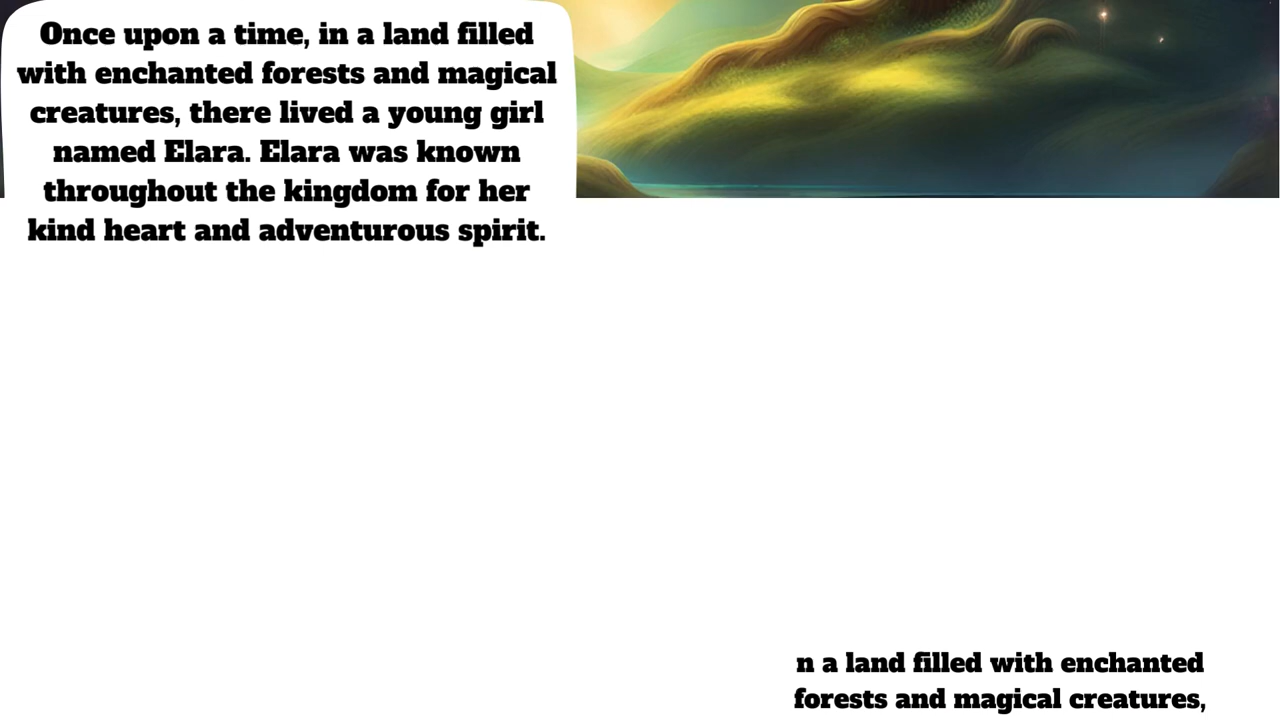 Once upon a time, in a land filled
with enchanted forests and magical
creatures, there lived a young girl
named Elara. Elara was known
throughout the kingdom for her
kind heart and adventurous spirit.
n a land filled with enchanted
forests and magical creatures,